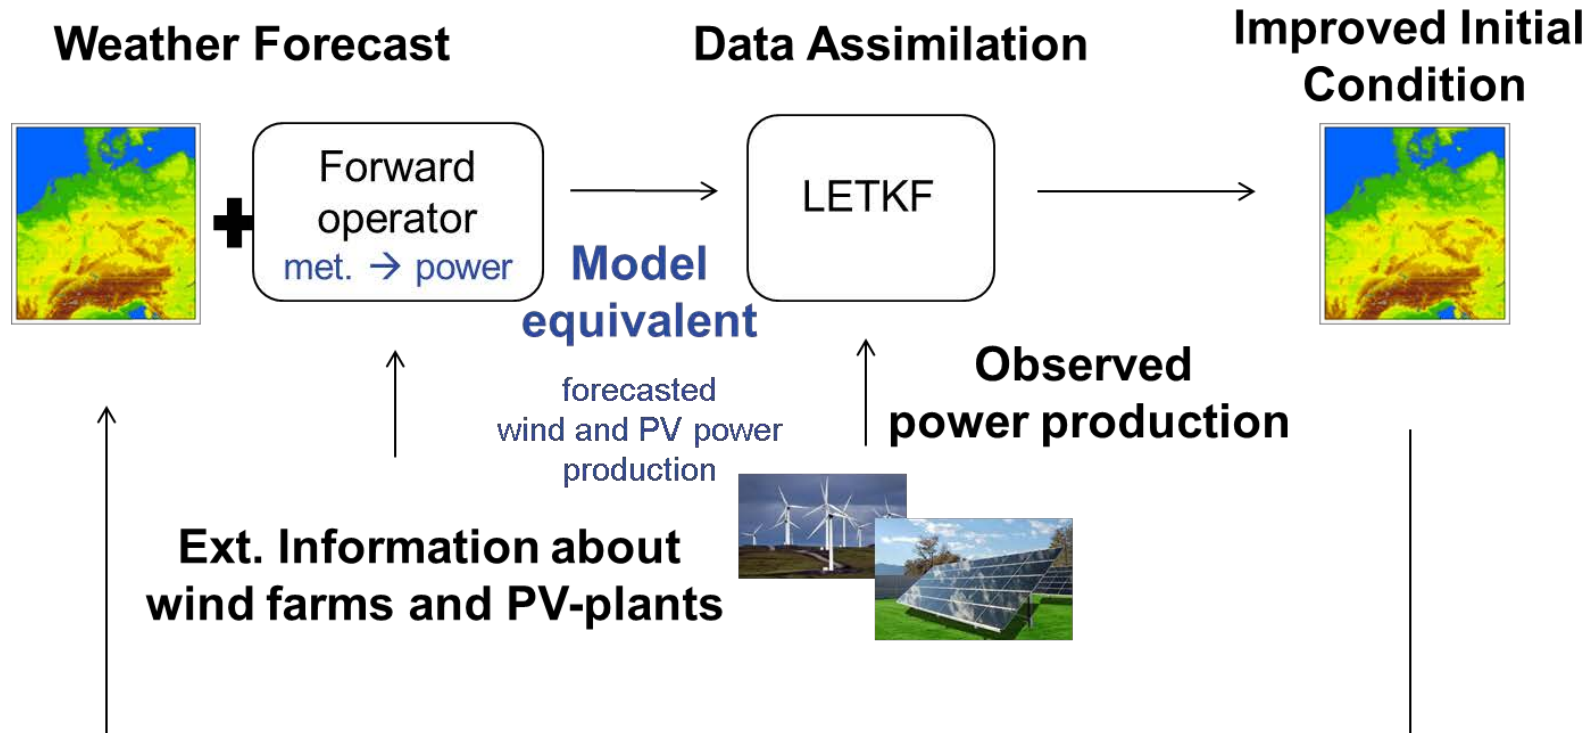 Weather Forecast
Data Assimilation
Improved Initial
Condition
Forward
operator
met. → power
LETKF
Model
equivalent
forecasted
wind and PV power
production
Observed
power production
Ext. Information about
wind farms and PV-plants